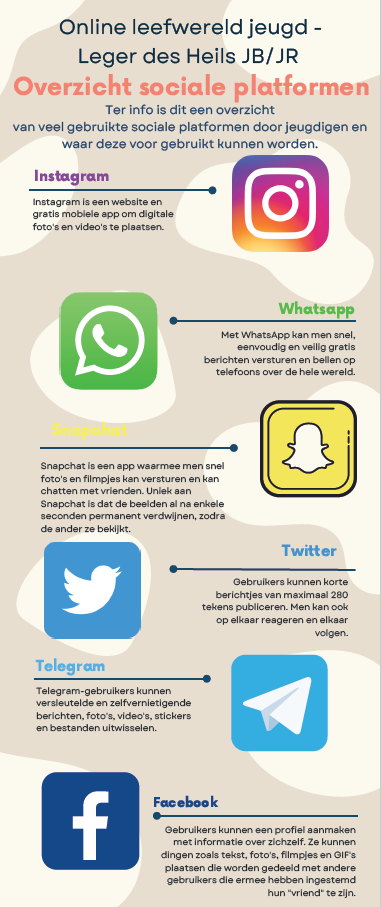 Online leefwereld jeugd -
Leger des Heils JB/JR
Overzicht sociale platformen
Ter info is dit een overzicht
van veel gebruikte sociale platformen door jeugdigen en
waar deze voor gebruikt kunnen worden.
Instagram
Instagram is een website en
gratis mobiele app om digitale
foto's en video's te plaatsen.
Whatsapp
Met WhatsApp kan men snel,
eenvoudig en veilig gratis
berichten versturen en bellen op
telefoons over de hele wereld.
Snapchat
Snapchat is een app waarmee men snel
foto's en filmpjes kan versturen en kan
chatten met vrienden. Uniek aan
Snapchat is dat de beelden al na enkele
seconden permanent verdwijnen, zodra
de ander ze bekijkt.
Twitter
Gebruikers kunnen korte
berichtjes van maximaal 280
tekens publiceren. Men kan ook
op elkaar reageren en elkaar
volgen.
Telegram
Telegram-gebruikers kunnen
versleutelde en zelfvernietigende
berichten, foto's, video's, stickers
en bestanden uitwisselen.
Facebook
Gebruikers kunnen een profiel aanmaken
met informatie over zichzelf. Ze kunnen
dingen zoals tekst, foto's, filmpjes en GIF's
plaatsen die worden gedeeld met andere
gebruikers die ermee hebben ingestemd
hun "vriend" te zijn.